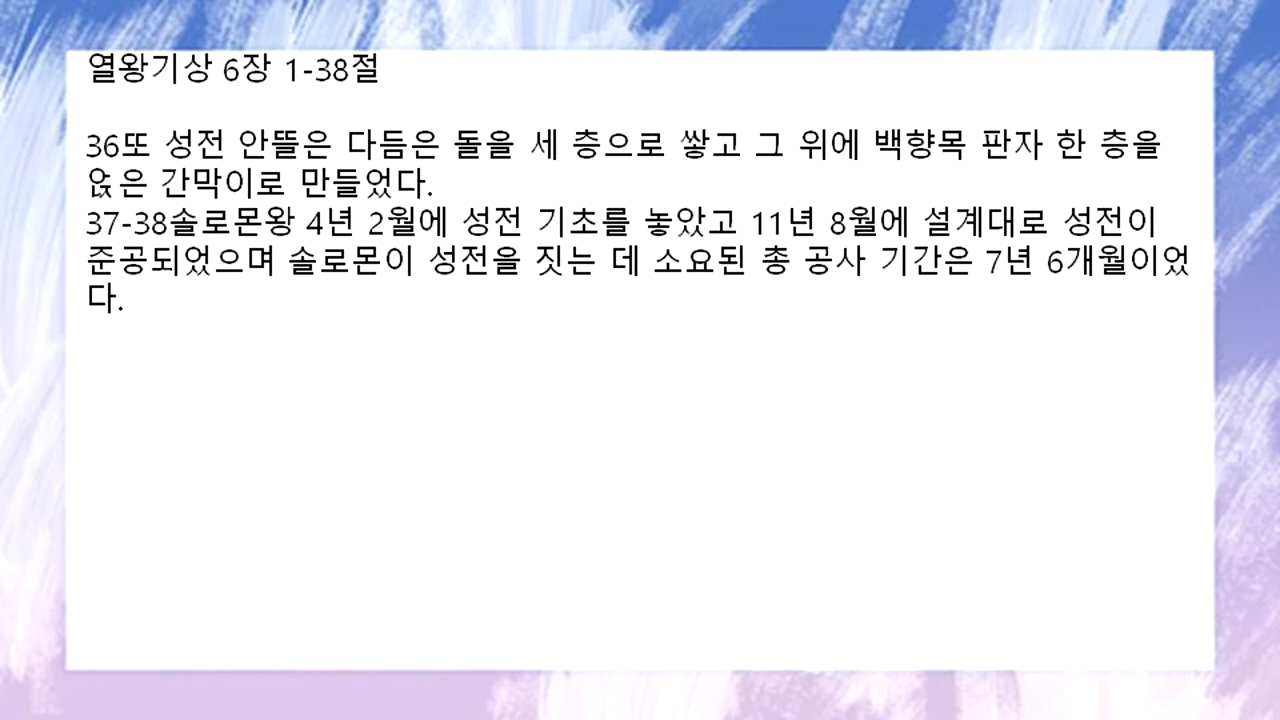 열왕기상 6장 1-38절
36또 성전 안뜰은 다듬은 돌을 세 층으로 쌓고 그 위에 백향목 판자 한 층을
얹은 간막이로 만들었다.
37-38솔로몬왕 4년 2월에 성전 기초를 놓았고 11년 8월에 설계대로 성전이
준공되었으며 솔로몬이 성전을 짓는 데 소요된 총 공사 기간은 7년 6개월이었
다.